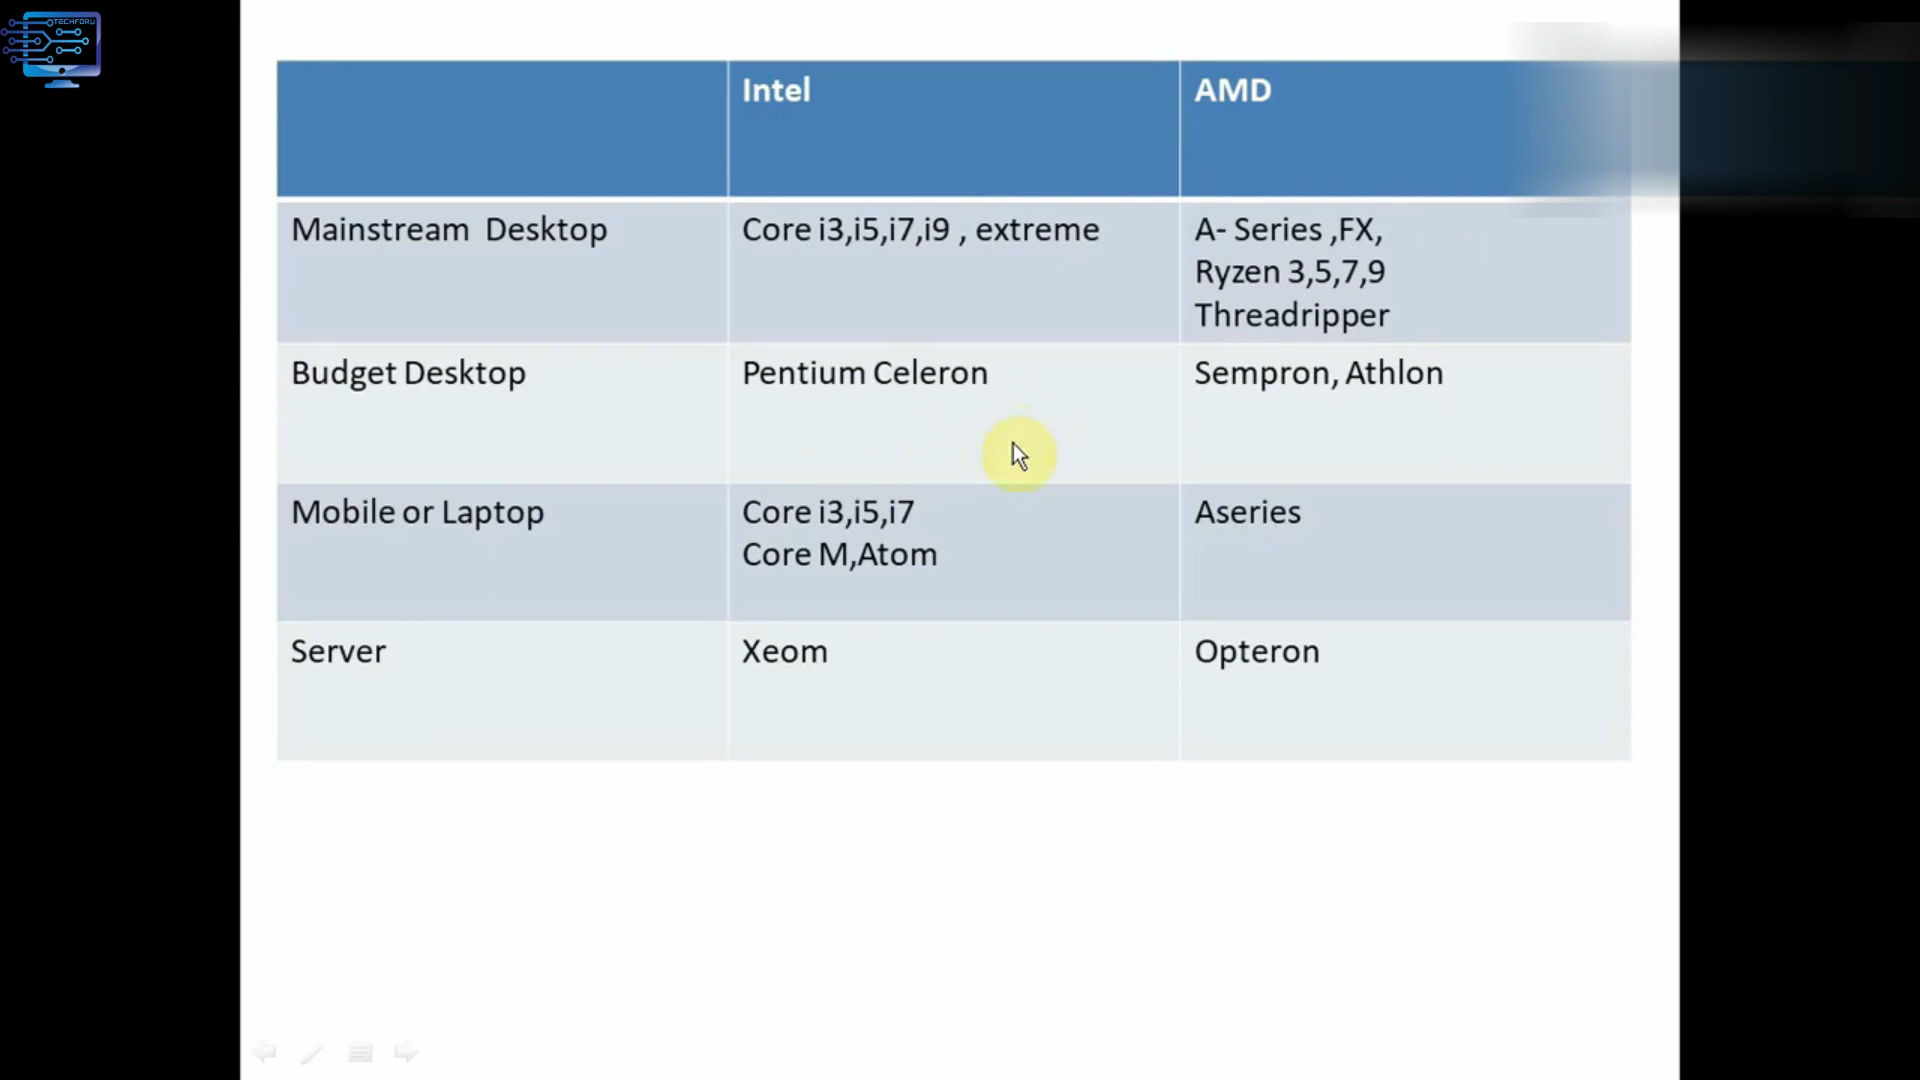 TECHFORU
Intel
AMD
Mainstream Desktop
Core i3,i5,i7,i9 , extreme
A- Series ,FX,
Ryzen 3,5,7,9
Threadripper
Budget Desktop
Pentium Celeron
Sempron, Athlon
Mobile or Laptop
Core i3,i5,i7
Core M,Atom
Aseries
Server
Xeom
Opteron